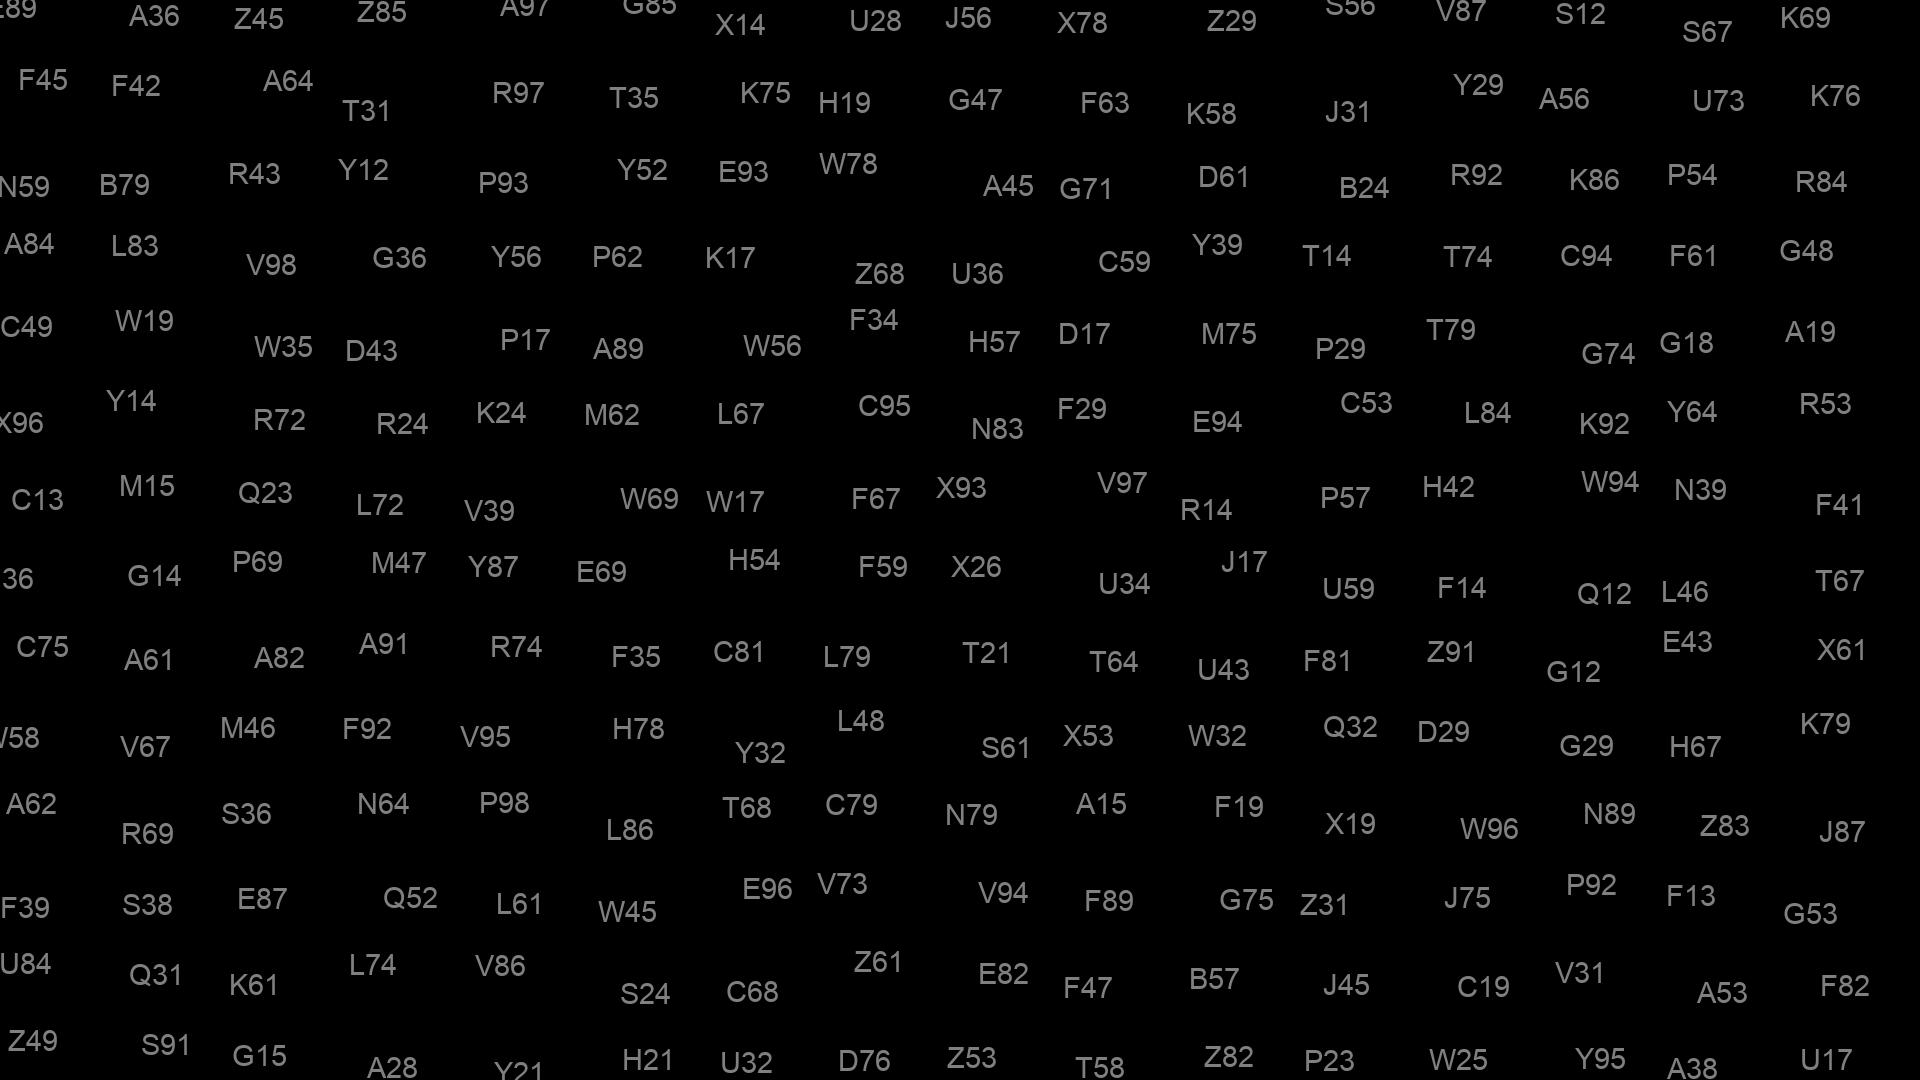 A36 Z45 Z85 A97 G85 X14 U28 J56 X78 Z29 S56 V87 S12 S67 K69
F45 F42 A64 T31 R97 T35 K75 H19 G47 F63 K58 J31 Y29 A56 U73 K76
N59 B79 R43 Y12 P93 Y52 E93 W78 A45 G71 D61 B24 R92 K86 P54 R84
A84 L83 V98 G36 Y56 P62 K17 Z68 U36 C59 Y39 T14 T74 C94 F61 G48
C49 W19 W35 D43 P17 A89 W56 F34 H57 D17 M75 P29 T79 G74 G18 A19
X96 Y14 R72 R24 K24 M62 L67 C95 N83 F29 E94 C53 L84 K92 Y64 R53
C13 M15 Q23 L72 V39 W69 W17 F67 X93 V97 R14 P57 H42 W94 N39 F41
36 G14 P69 M47 Y87 E69 H54 F59 X26 U34 J17 U59 F14 Q12 L46 T67
C75 A61 A82 A91 R74 F35 C81 L79 T21 T64 U43 F81 Z91 G12 E43 X61
W58 V67 M46 F92 V95 H78 Y32 L48 S61 X53 W32 Q32 D29 G29 H67 K79
A62 R69 S36 N64 P98 L86 T68 C79 N79 A15 F19 X19 W96 N89 Z83 J87
F39 S38 E87 Q52 L61 W45 E96 V73 V94 F89 G75 Z31 J75 P92 F13 G53
U84 Q31 K61 L74 V86 S24 C68 Z61 E82 F47 B57 J45 C19 V31 A53 F82
Z49 S91 G15 A28 Y21 H21 U32 D76 Z53 T58 Z82 P23 W25 Y95 A38 U17